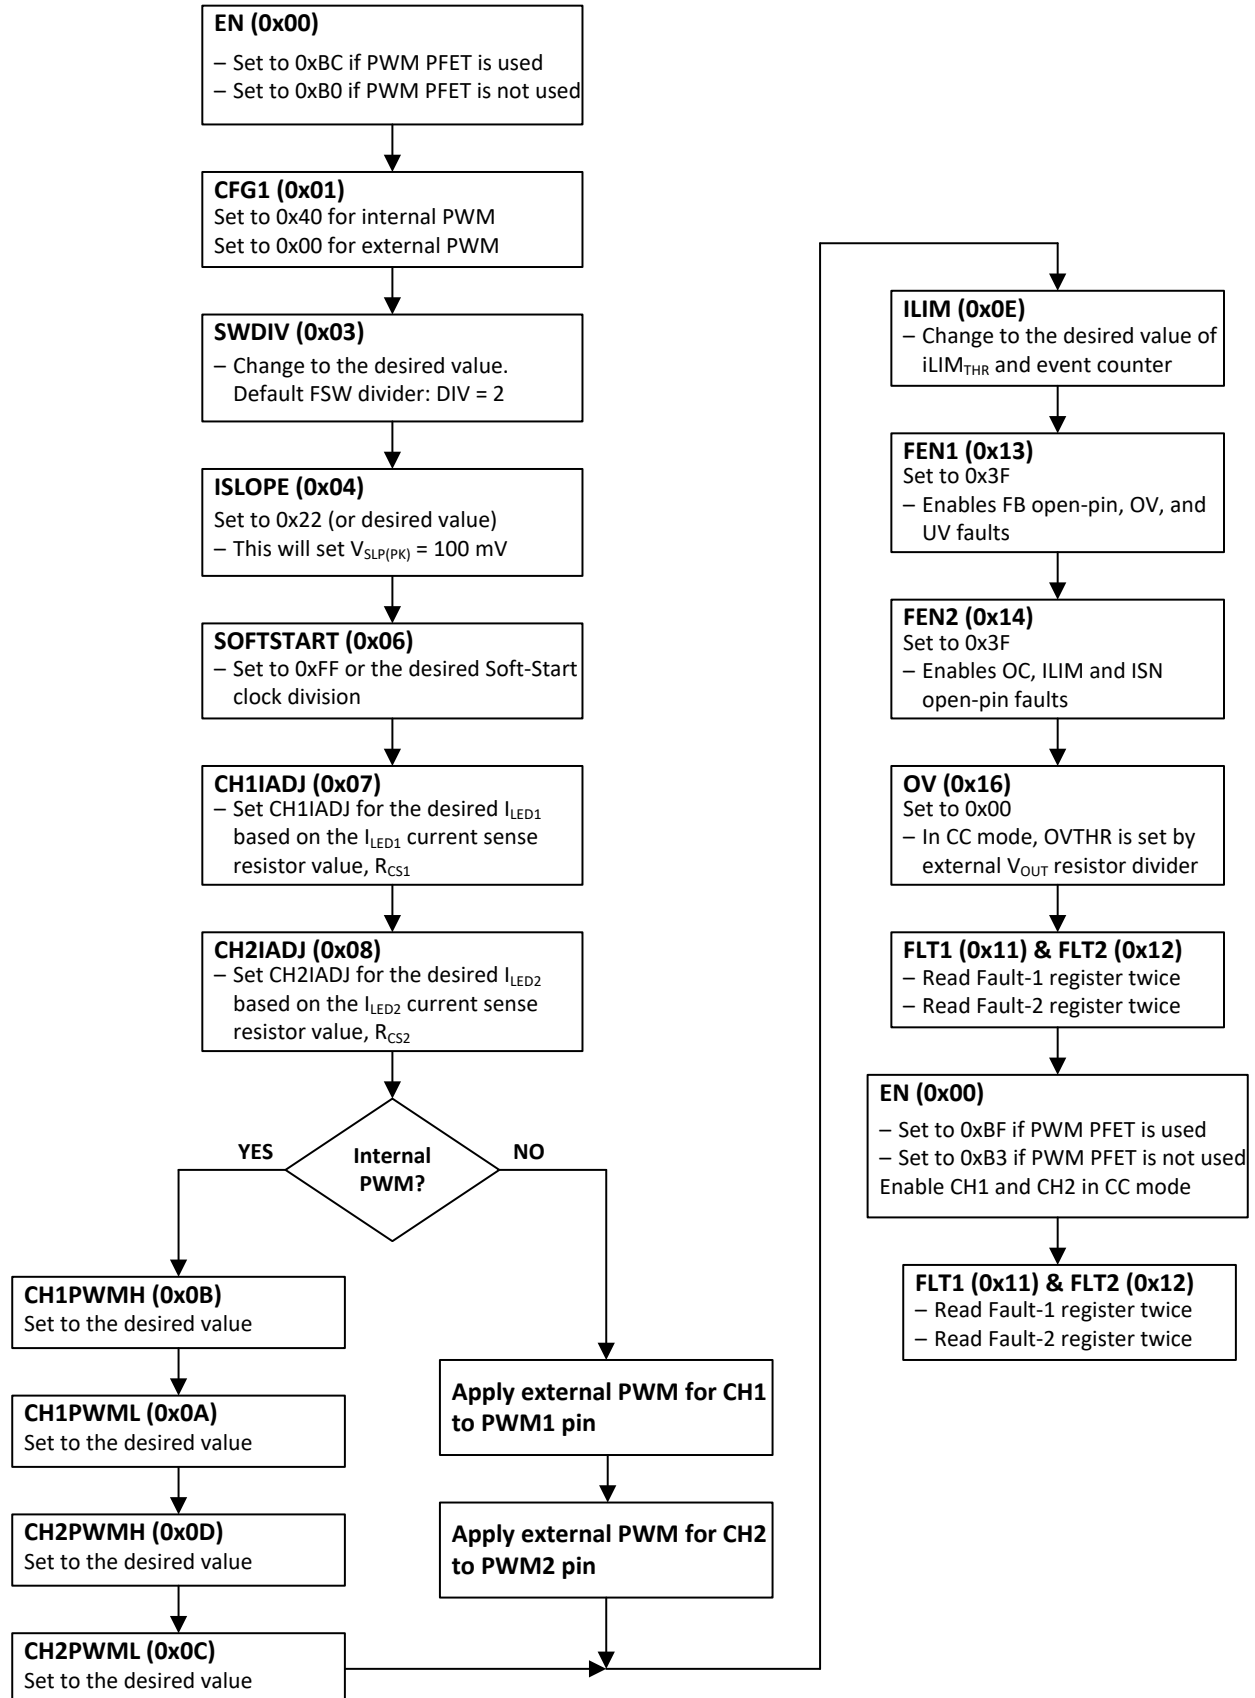 EN (0x00)
– Set to 0xBC if PWM PFET is used
– Set to 0xB0 if PWM PFET is not used
CFG1 (0x01)
Set to 0x40 for internal PWM
Set to 0x00 for external PWM
SWDIV (0x03)
– Change to the desired value.
Default FSW divider: DIV = 2
ISLOPE (0x04)
Set to 0x22 (or desired value)
– This will set VSLP(PK) = 100 mV
SOFTSTART (0x06)
– Set to 0xFF or the desired Soft-Start
clock division
CH1IADJ (0x07)
– Set CH1IADJ for the desired ILED1
based on the ILED1 current sense
resistor value, RCS1
CH2IADJ (0x08)
– Set CH2IADJ for the desired ILED2
based on the ILED2 current sense
resistor value, RCS2
YES
Internal
PWM?
NO
CH1PWMH (0x0B)
Set to the desired value
CH1PWML (0x0A)
Set to the desired value
CH2PWMH (0x0D)
Set to the desired value
CH2PWML (0x0C)
Set to the desired value
Apply external PWM for CH1
to PWM1 pin
Apply external PWM for CH2
to PWM2 pin
ILIM (0x0E)
– Change to the desired value of
iLIMTHR and event counter
FEN1 (0x13)
Set to 0x3F
– Enables FB open-pin, OV, and
UV faults
FEN2 (0x14)
Set to 0x3F
– Enables OC, ILIM and ISN
open-pin faults
OV (0x16)
Set to 0x00
– In CC mode, OVTHR is set by
external VOUT resistor divider
FLT1 (0x11) & FLT2 (0x12)
– Read Fault-1 register twice
– Read Fault-2 register twice
EN (0x00)
– Set to 0xBF if PWM PFET is used
– Set to 0xB3 if PWM PFET is not used
Enable CH1 and CH2 in CC mode
FLT1 (0x11) & FLT2 (0x12)
– Read Fault-1 register twice
– Read Fault-2 register twice